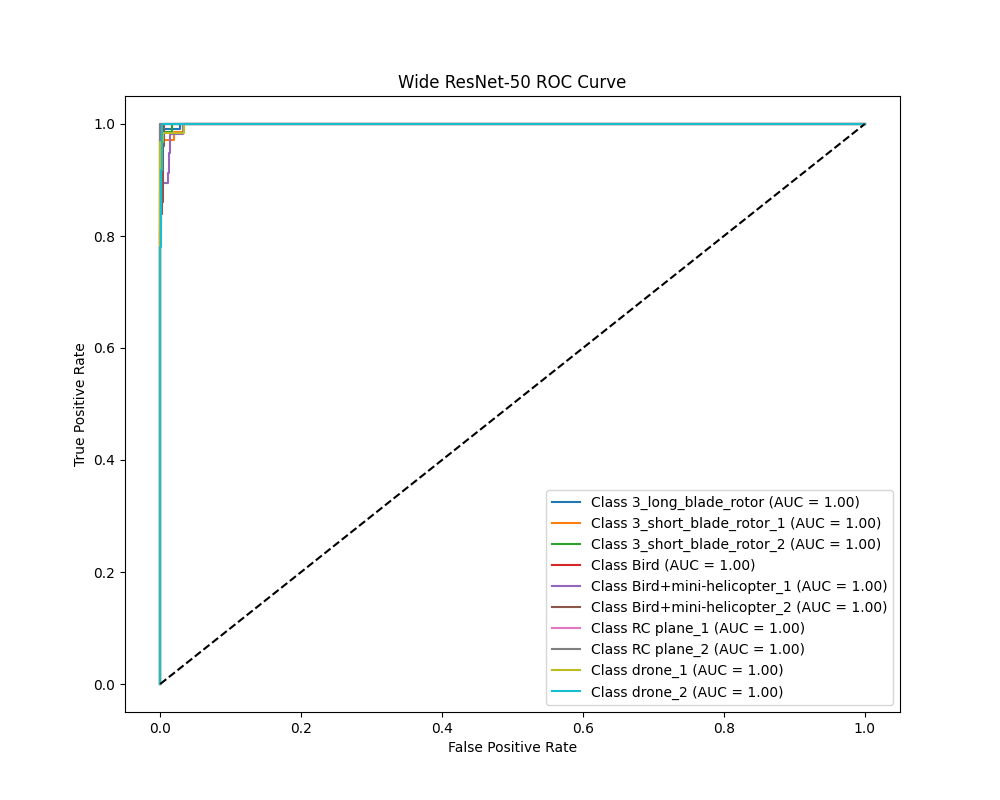 Wide ResNet-50 ROC Curve
True Positive Rate
1.0
0.8
0.6
0.4
0.2
0.0
Class 3_long_blade_rotor (AUC = 1.00)
Class 3_short_blade_rotor_1 (AUC = 1.00)
Class 3_short_blade_rotor_2 (AUC = 1.00)
Class Bird (AUC = 1.00)
Class Bird+mini-helicopter_1 (AUC = 1.00)
Class Bird+mini-helicopter_2 (AUC = 1.00)
Class RC plane_1 (AUC = 1.00)
Class RC plane_2 (AUC = 1.00)
Class drone_1 (AUC = 1.00)
Class drone_2 (AUC = 1.00)
0.0 0.2 0.4 0.6 0.8 1.0
False Positive Rate